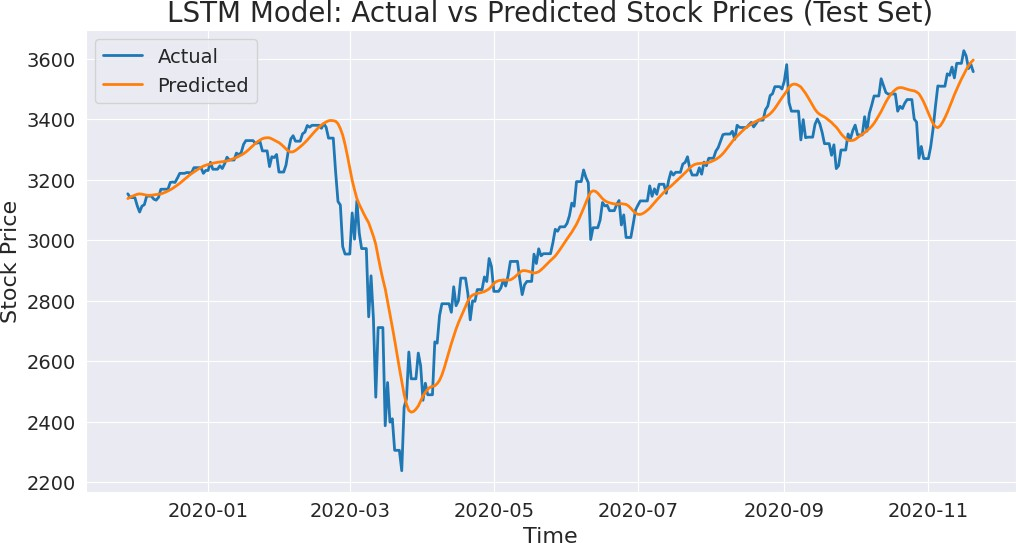 LSTM Model: Actual vs Predicted Stock Prices (Test Set)
Actual
Predicted
Stock Price
3600
3400
3200
3000
2800
2600
2400
2200
2020-01 2020-03 2020-05 2020-07 2020-09 2020-11
Time